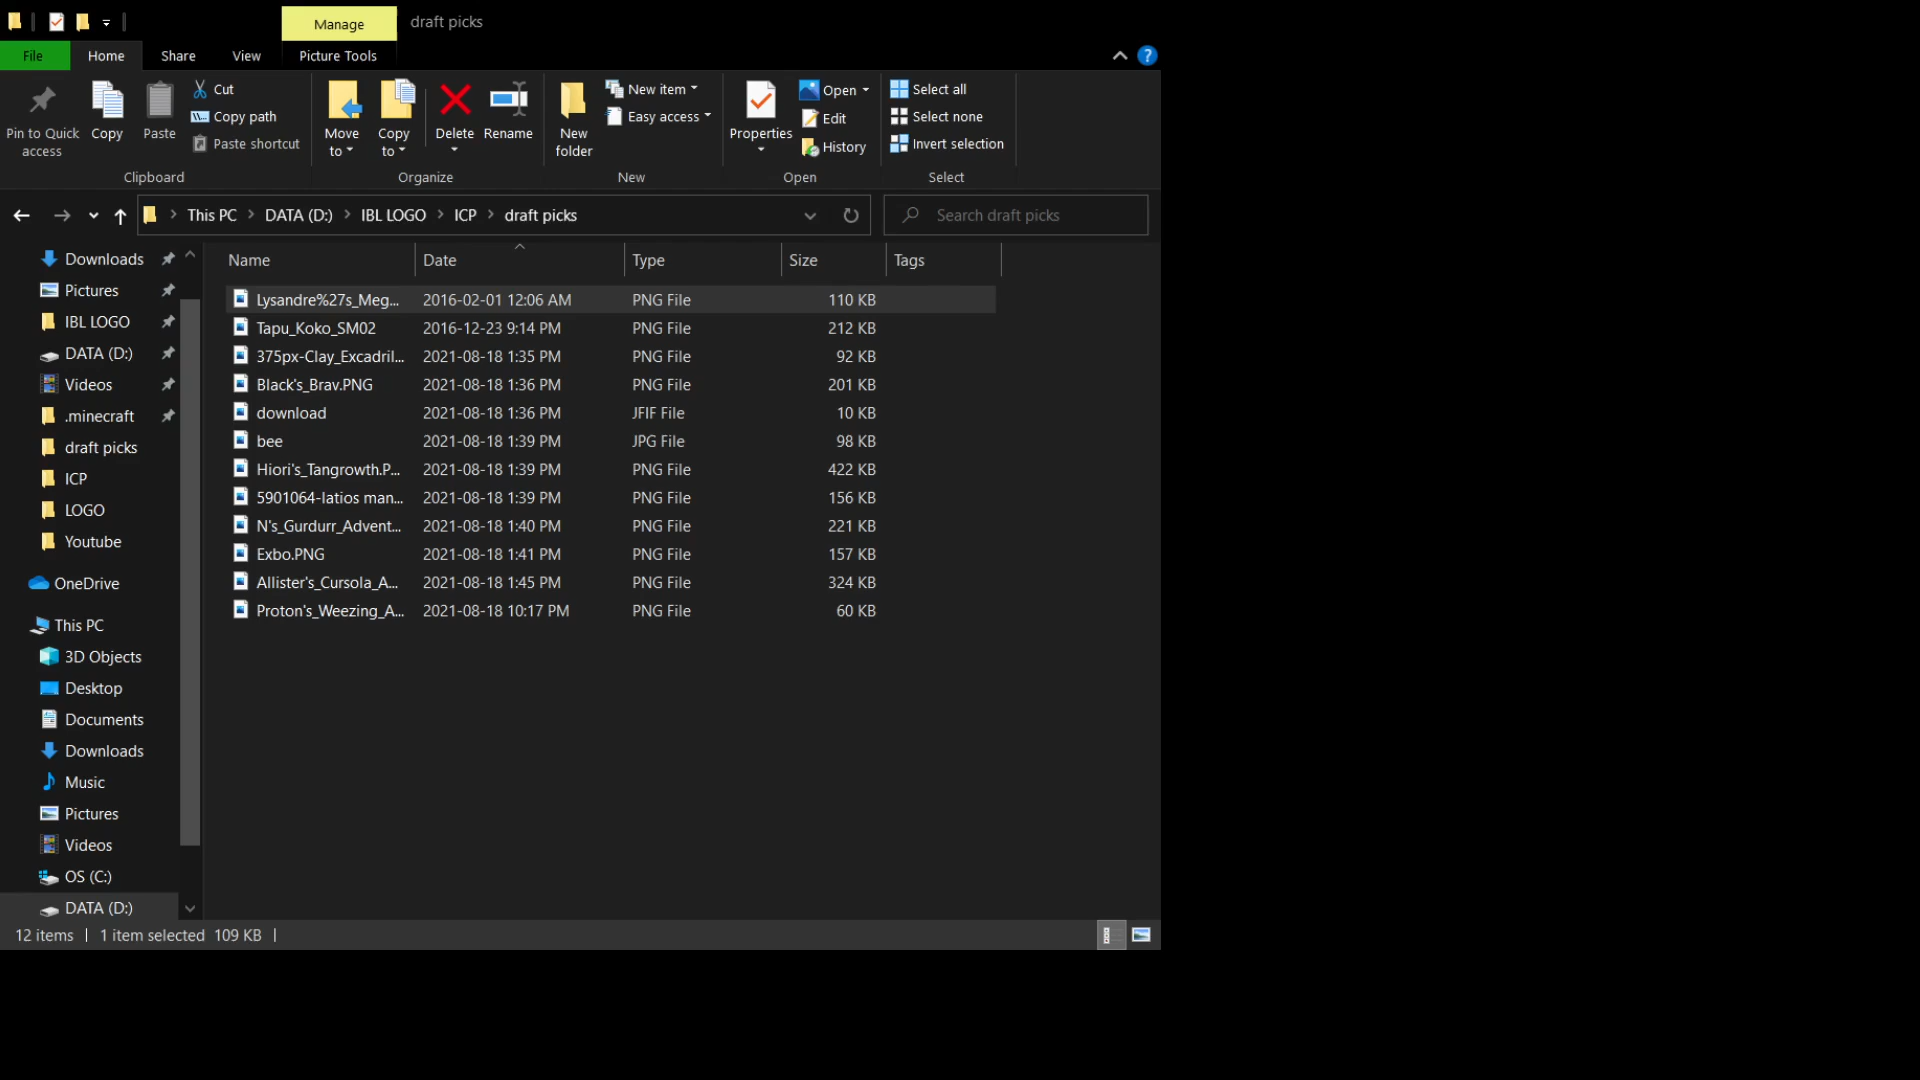 Manage draft picks
File Home Share View Picture Tools
Pin to Quick access
Copy
Paste
Cut
Copy path
Paste shortcut
Clipboard
Move to
Copy to
Delete
Rename
Organize
New folder
New item
Easy access
New
Properties
Open
Edit
History
Open
Select all
Select none
Invert selection
Select
This PC > DATA (D:) > IBL LOGO > ICP > draft picks
Search draft picks
Downloads
Pictures
IBL LOGO
DATA (D:)
Videos
.minecraft
draft picks
ICP
LOGO
Youtube
OneDrive
This PC
3D Objects
Desktop
Documents
Downloads
Music
Pictures
Videos
OS (C:)
DATA (D:)
Name Date Type Size Tags
Lysandre%27s_Meg... 2016-02-01 12:06 AM PNG File 110 KB
Tapu_Koko_SM02 2016-12-23 9:14 PM PNG File 212 KB
375px-Clay_Excadril... 2021-08-18 1:35 PM PNG File 92 KB
Black's_Brav.PNG 2021-08-18 1:36 PM PNG File 201 KB
download 2021-08-18 1:36 PM JFIF File 10 KB
bee 2021-08-18 1:39 PM JPG File 98 KB
Hiori's_Tangrowth.P... 2021-08-18 1:39 PM PNG File 422 KB
5901064-latios man... 2021-08-18 1:39 PM PNG File 156 KB
N's_Gurdurr_Advent... 2021-08-18 1:40 PM PNG File 221 KB
Exbo.PNG 2021-08-18 1:41 PM PNG File 157 KB
Allister's_Cursola_A... 2021-08-18 1:45 PM PNG File 324 KB
Proton's_Weezing_A... 2021-08-18 10:17 PM PNG File 60 KB
12 items | 1 item selected 109 KB |